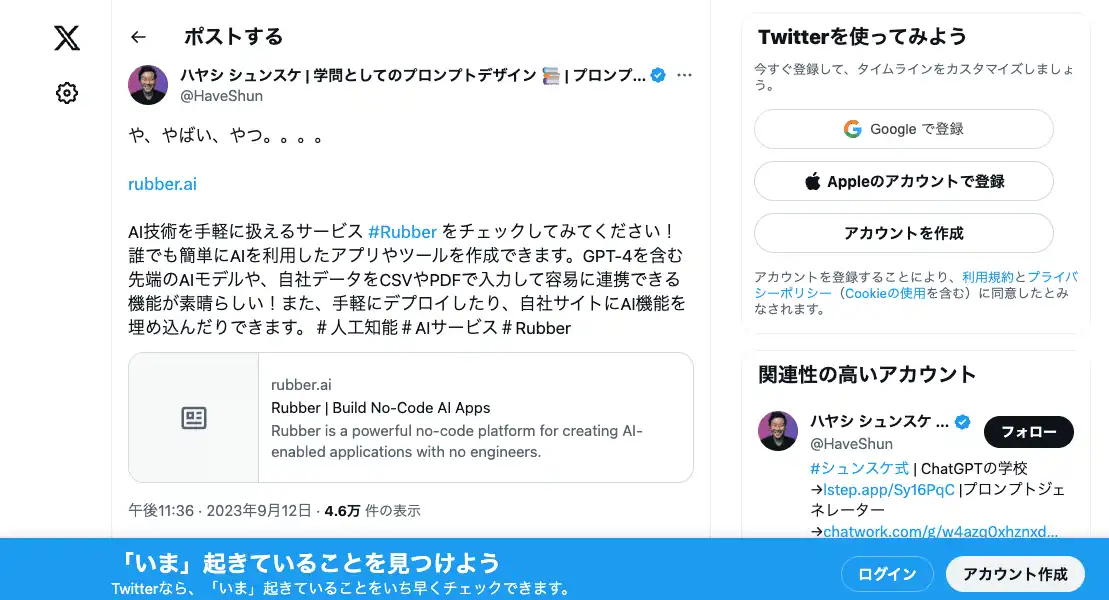 ポストする
ハヤシ シュンスケ | 学問としてのプロンプトデザイン 📚 | プロンプ...
@HaveShun
や、やばい、やつ。。。。
rubber.ai
AI技術を手軽に扱えるサービス #Rubber をチェックしてみてください！
誰でも簡単にAIを利用したアプリやツールを作成できます。GPT-4を含む
先端のAIモデルや、自社データをCSVやPDFで入力して容易に連携できる
機能が素晴らしい！また、手軽にデプロイしたり、自社サイトにAI機能を
埋め込んだりできます。＃人工知能＃AIサービス＃Rubber
rubber.ai
Rubber | Build No-Code AI Apps
Rubber is a powerful no-code platform for creating AI-
enabled applications with no engineers.
午後11:36 · 2023年9月12日 · 4.6万 件の表示
Twitterを使ってみよう
今すぐ登録して、タイムラインをカスタマイズしましょ
う。
Google で登録
Appleのアカウントで登録
アカウントを作成
アカウントを登録することにより、利用規約とプライバ
シーポリシー（Cookieの使用を含む）に同意したとみ
なされます。
関連性の高いアカウント
ハヤシ シュンスケ ...
フォロー
@HaveShun
#シュンスケ式 | ChatGPTの学校
→lstep.app/Sy16PqC |プロンプトジェ
ネレーター
→chatwork.com/g/w4azq0xhznxd...
「いま」起きていることを見つけよう
Twitterなら、「いま」起きていることをいち早くチェックできます。
ログイン
アカウント作成